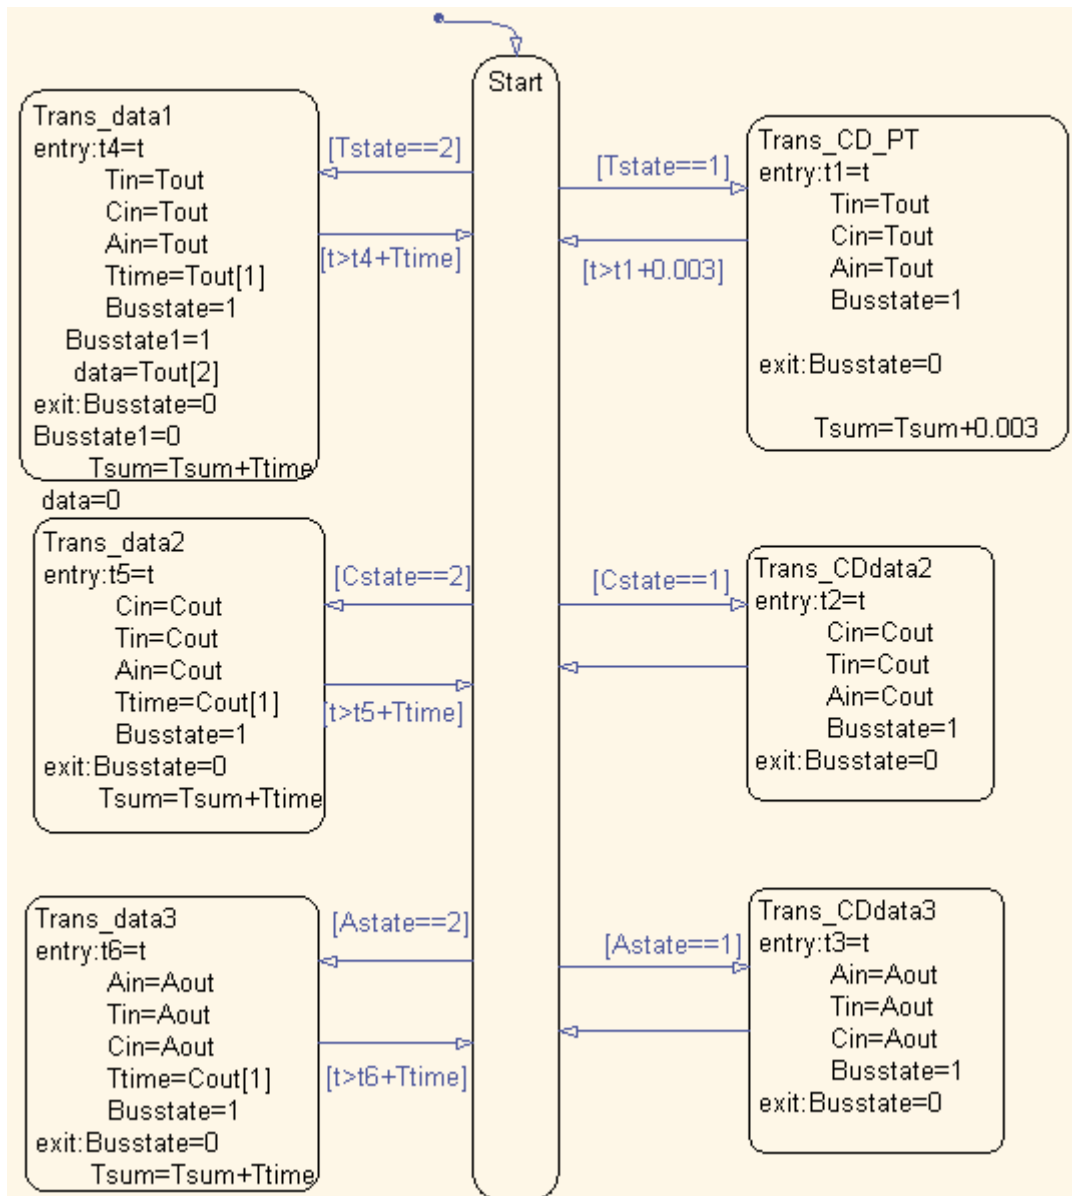 Start
Trans_data1
entry:t4=t
Tin=Tout
Cin=Tout
Ain=Tout
Ttime=Tout[1]
Busstate=1
Busstate1=1
data=Tout[2]
exit:Busstate=0
Busstate1=0
Tsum=Tsum+Ttime
data=0
[Tstate==2]
[t>t4+Ttime]
[Tstate==1]
[t>t1+0.003]
Trans_CD_PT
entry:t1=t
Tin=Tout
Cin=Tout
Ain=Tout
Busstate=1
exit:Busstate=0
Tsum=Tsum+0.003
Trans_data2
entry:t5=t
Cin=Cout
Tin=Cout
Ain=Cout
Ttime=Cout[1]
Busstate=1
exit:Busstate=0
Tsum=Tsum+Ttime
[Cstate==2]
[t>t5+Ttime]
[Cstate==1]
Trans_CDdata2
entry:t2=t
Cin=Cout
Tin=Cout
Ain=Cout
Busstate=1
exit:Busstate=0
Trans_data3
entry:t6=t
Ain=Aout
Tin=Aout
Cin=Aout
Ttime=Cout[1]
Busstate=1
exit:Busstate=0
Tsum=Tsum+Ttime
[Astate==2]
[t>t6+Ttime]
[Astate==1]
Trans_CDdata3
entry:t3=t
Ain=Aout
Tin=Aout
Cin=Aout
Busstate=1
exit:Busstate=0